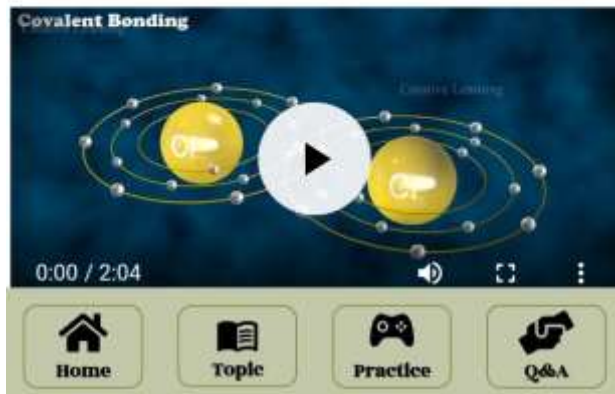 Covalent Bonding
Cl
Cl
0:00 / 2:04
Home
Topic
Practice
Q&A